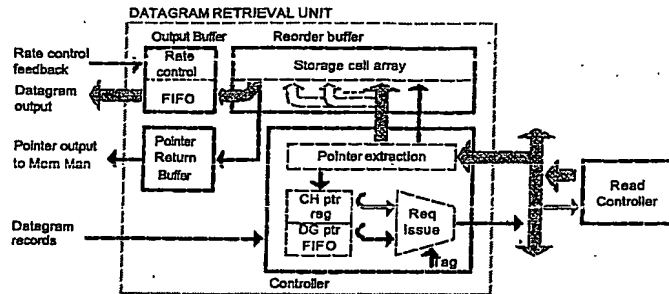 DATAGRAM RETRIEVAL UNIT
Output Buffer
Reorder buffer
Rate control
feedback
Rate
control
Storage cell array
Datagram
output
FIFO
Pointer output
to Mem Man
Pointer
Return
Buffer
Pointer extraction
Read
Controller
CH ptr
reg
DG ptr
FIFO
Req
Issue
Datagram
records
Tag
Controller